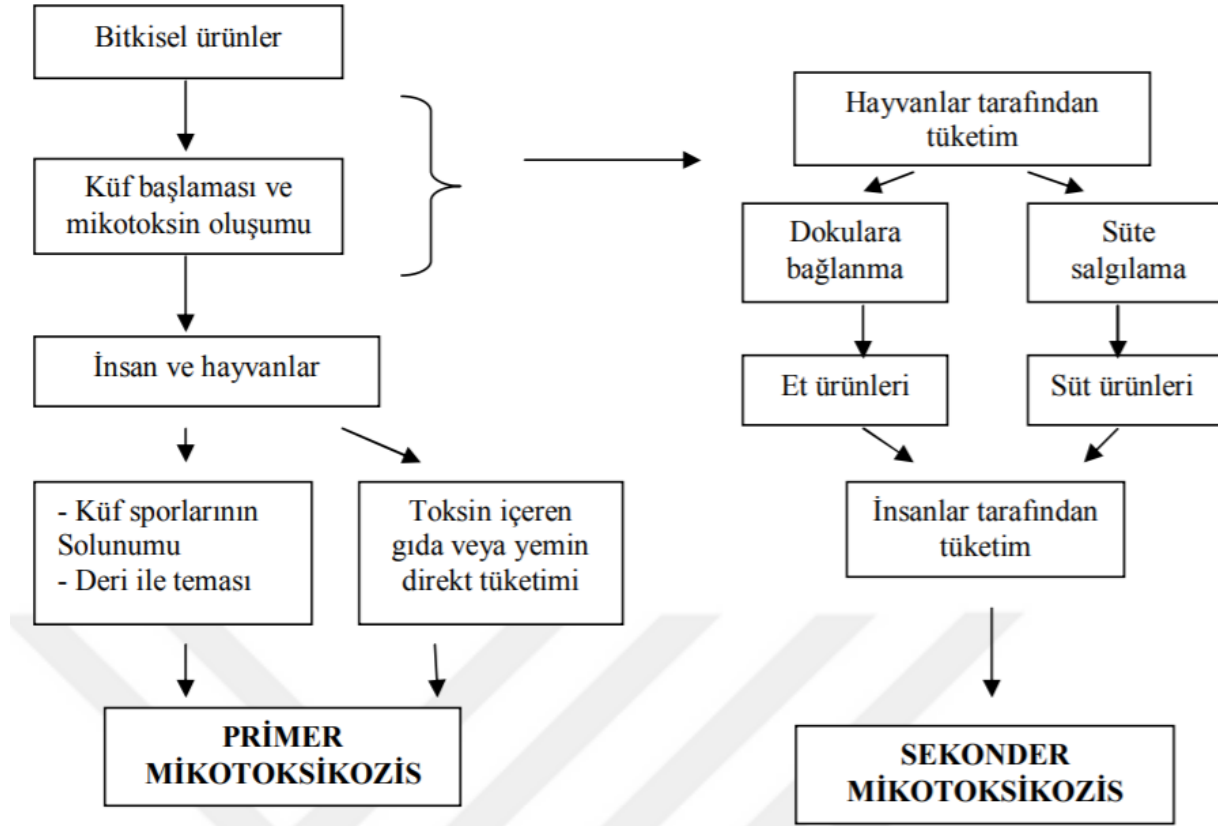 Bitkisel ürünler
Küf başlaması ve
mikotoksin oluşumu
İnsan ve hayvanlar
- Küf sporlarının
Solunumu
- Deri ile teması
Toksin içeren
gıda veya yemin
direkt tüketimi
PRİMER
MİKOTOKSİKOZİS
Hayvanlar tarafından
tüketim
Dokulara
bağlanma
Süte
salgılama
Et ürünleri
Süt ürünleri
İnsanlar tarafından
tüketim
SEKONDER
MİKOTOKSİKOZİS